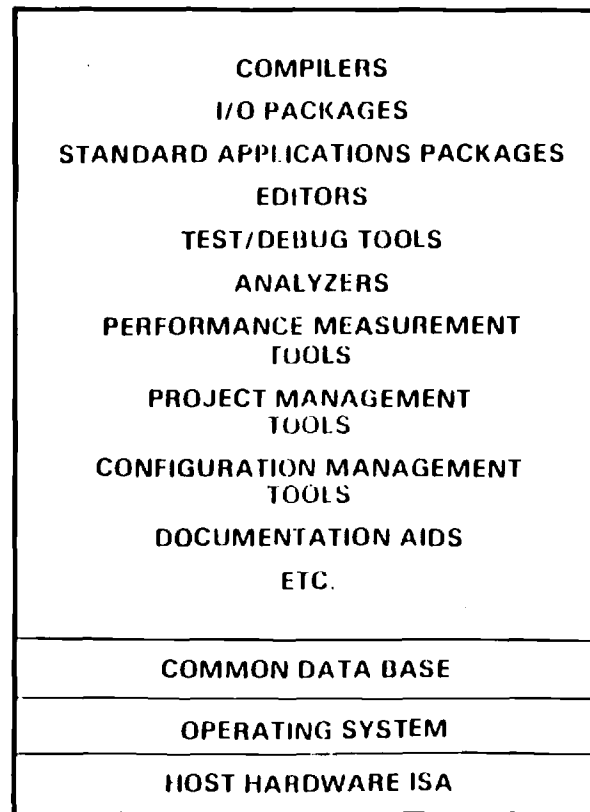 COMPILERS
I/O PACKAGES
STANDARD APPLICATIONS PACKAGES
EDITORS
TEST/DEBUG TOOLS
ANALYZERS
PERFORMANCE MEASUREMENT
TOOLS
PROJECT MANAGEMENT
TOOLS
CONFIGURATION MANAGEMENT
TOOLS
DOCUMENTATION AIDS
ETC.
COMMON DATA BASE
OPERATING SYSTEM
HOST HARDWARE ISA